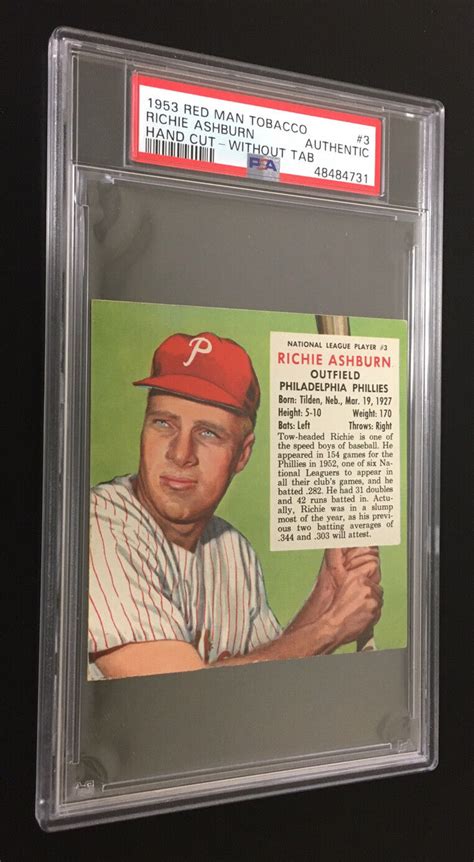 1953 RED MAN TOBACCO #3
RICHIE ASHBURN AUTHENTIC
HAND CUT - WITHOUT TAB
PSA 48484731
P
NATIONAL LEAGUE PLAYER #3
RICHIE ASHBURN
OUTFIELD
PHILADELPHIA PHILLIES
Born: Tilden, Neb., Mar. 19, 1927
Height: 5-10 Weight: 170
Bats: Left Throws: Right
Tow-headed Richie is one of
the speed boys of baseball. He
appeared in 154 games for the
Phillies in 1952, one of six Na-
tional Leaguers to appear in
all their club's games, and he
batted .282. He had 31 doubles
and 42 runs batted in. Actu-
ally, Richie was in a slump
most of the year, as his previ-
ous two batting averages of
.344 and .303 will attest.